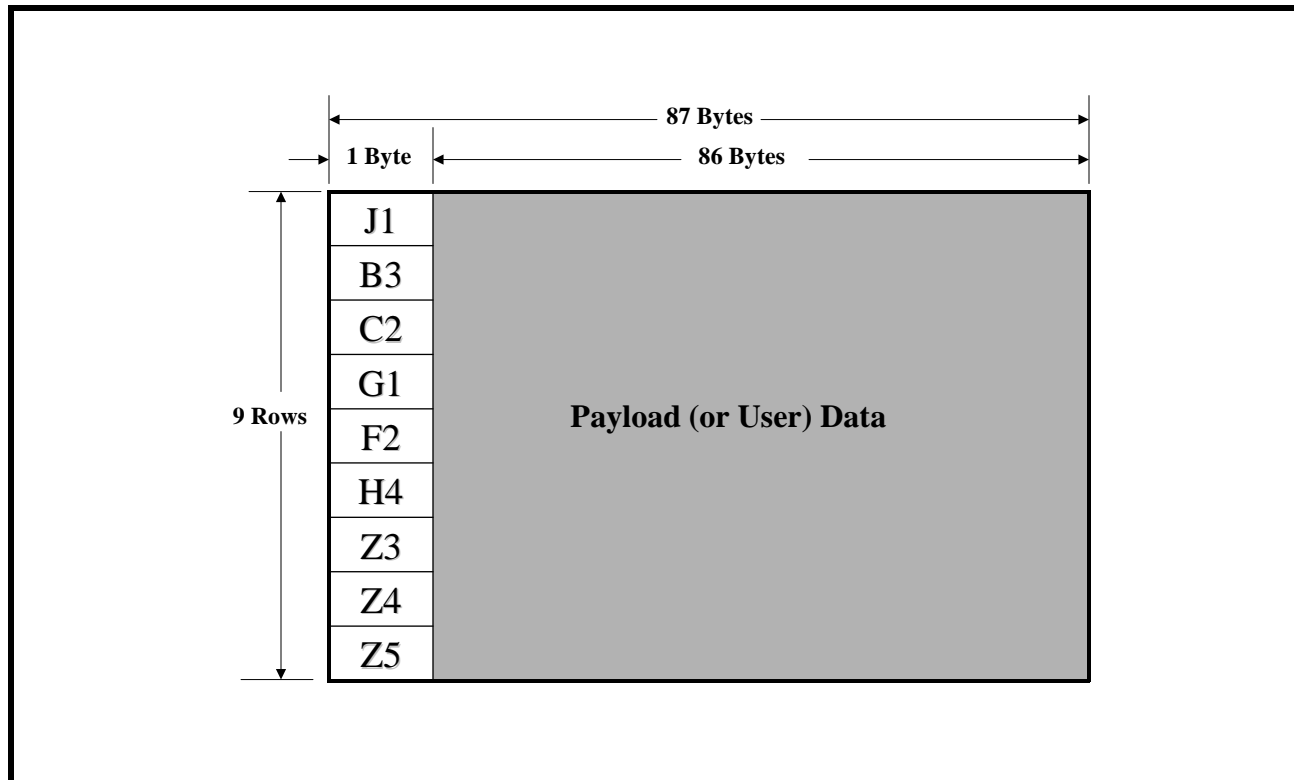 87 Bytes
1 Byte
86 Bytes
J1
B3
C2
G1
F2
H4
Z3
Z4
Z5
9 Rows
Payload (or User) Data